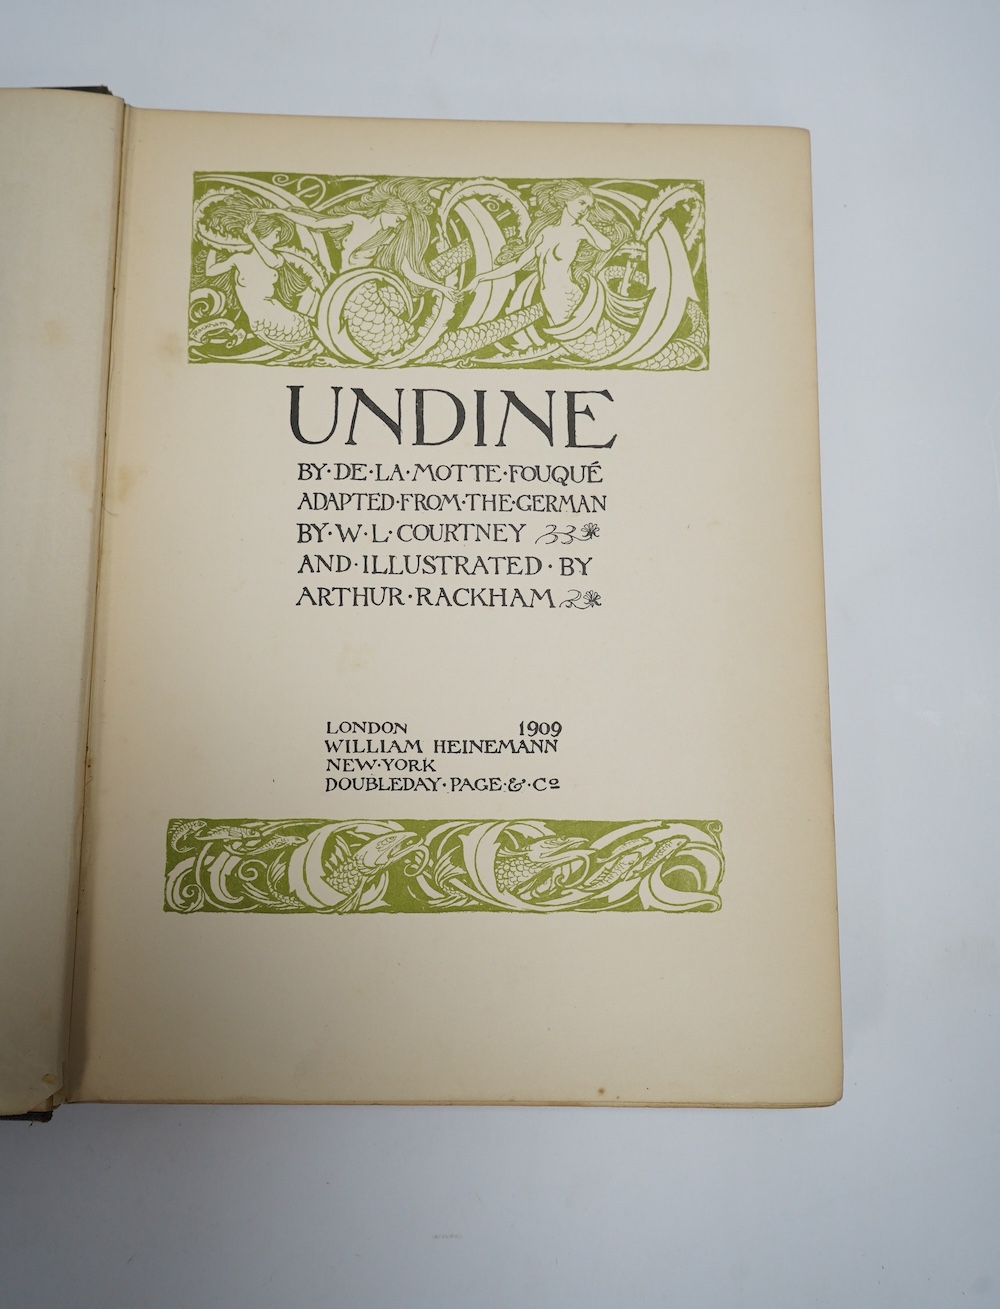 RACKHAM
UNDINE
BY·DE·LA·MOTTE·FOUQUÉ
ADAPTED·FROM·THE·GERMAN
BY·W·L·COURTNEY
AND·ILLUSTRATED·BY
ARTHUR·RACKHAM
LONDON 1909
WILLIAM HEINEMANN
NEW·YORK
DOUBLEDAY·PAGE·&·Cº